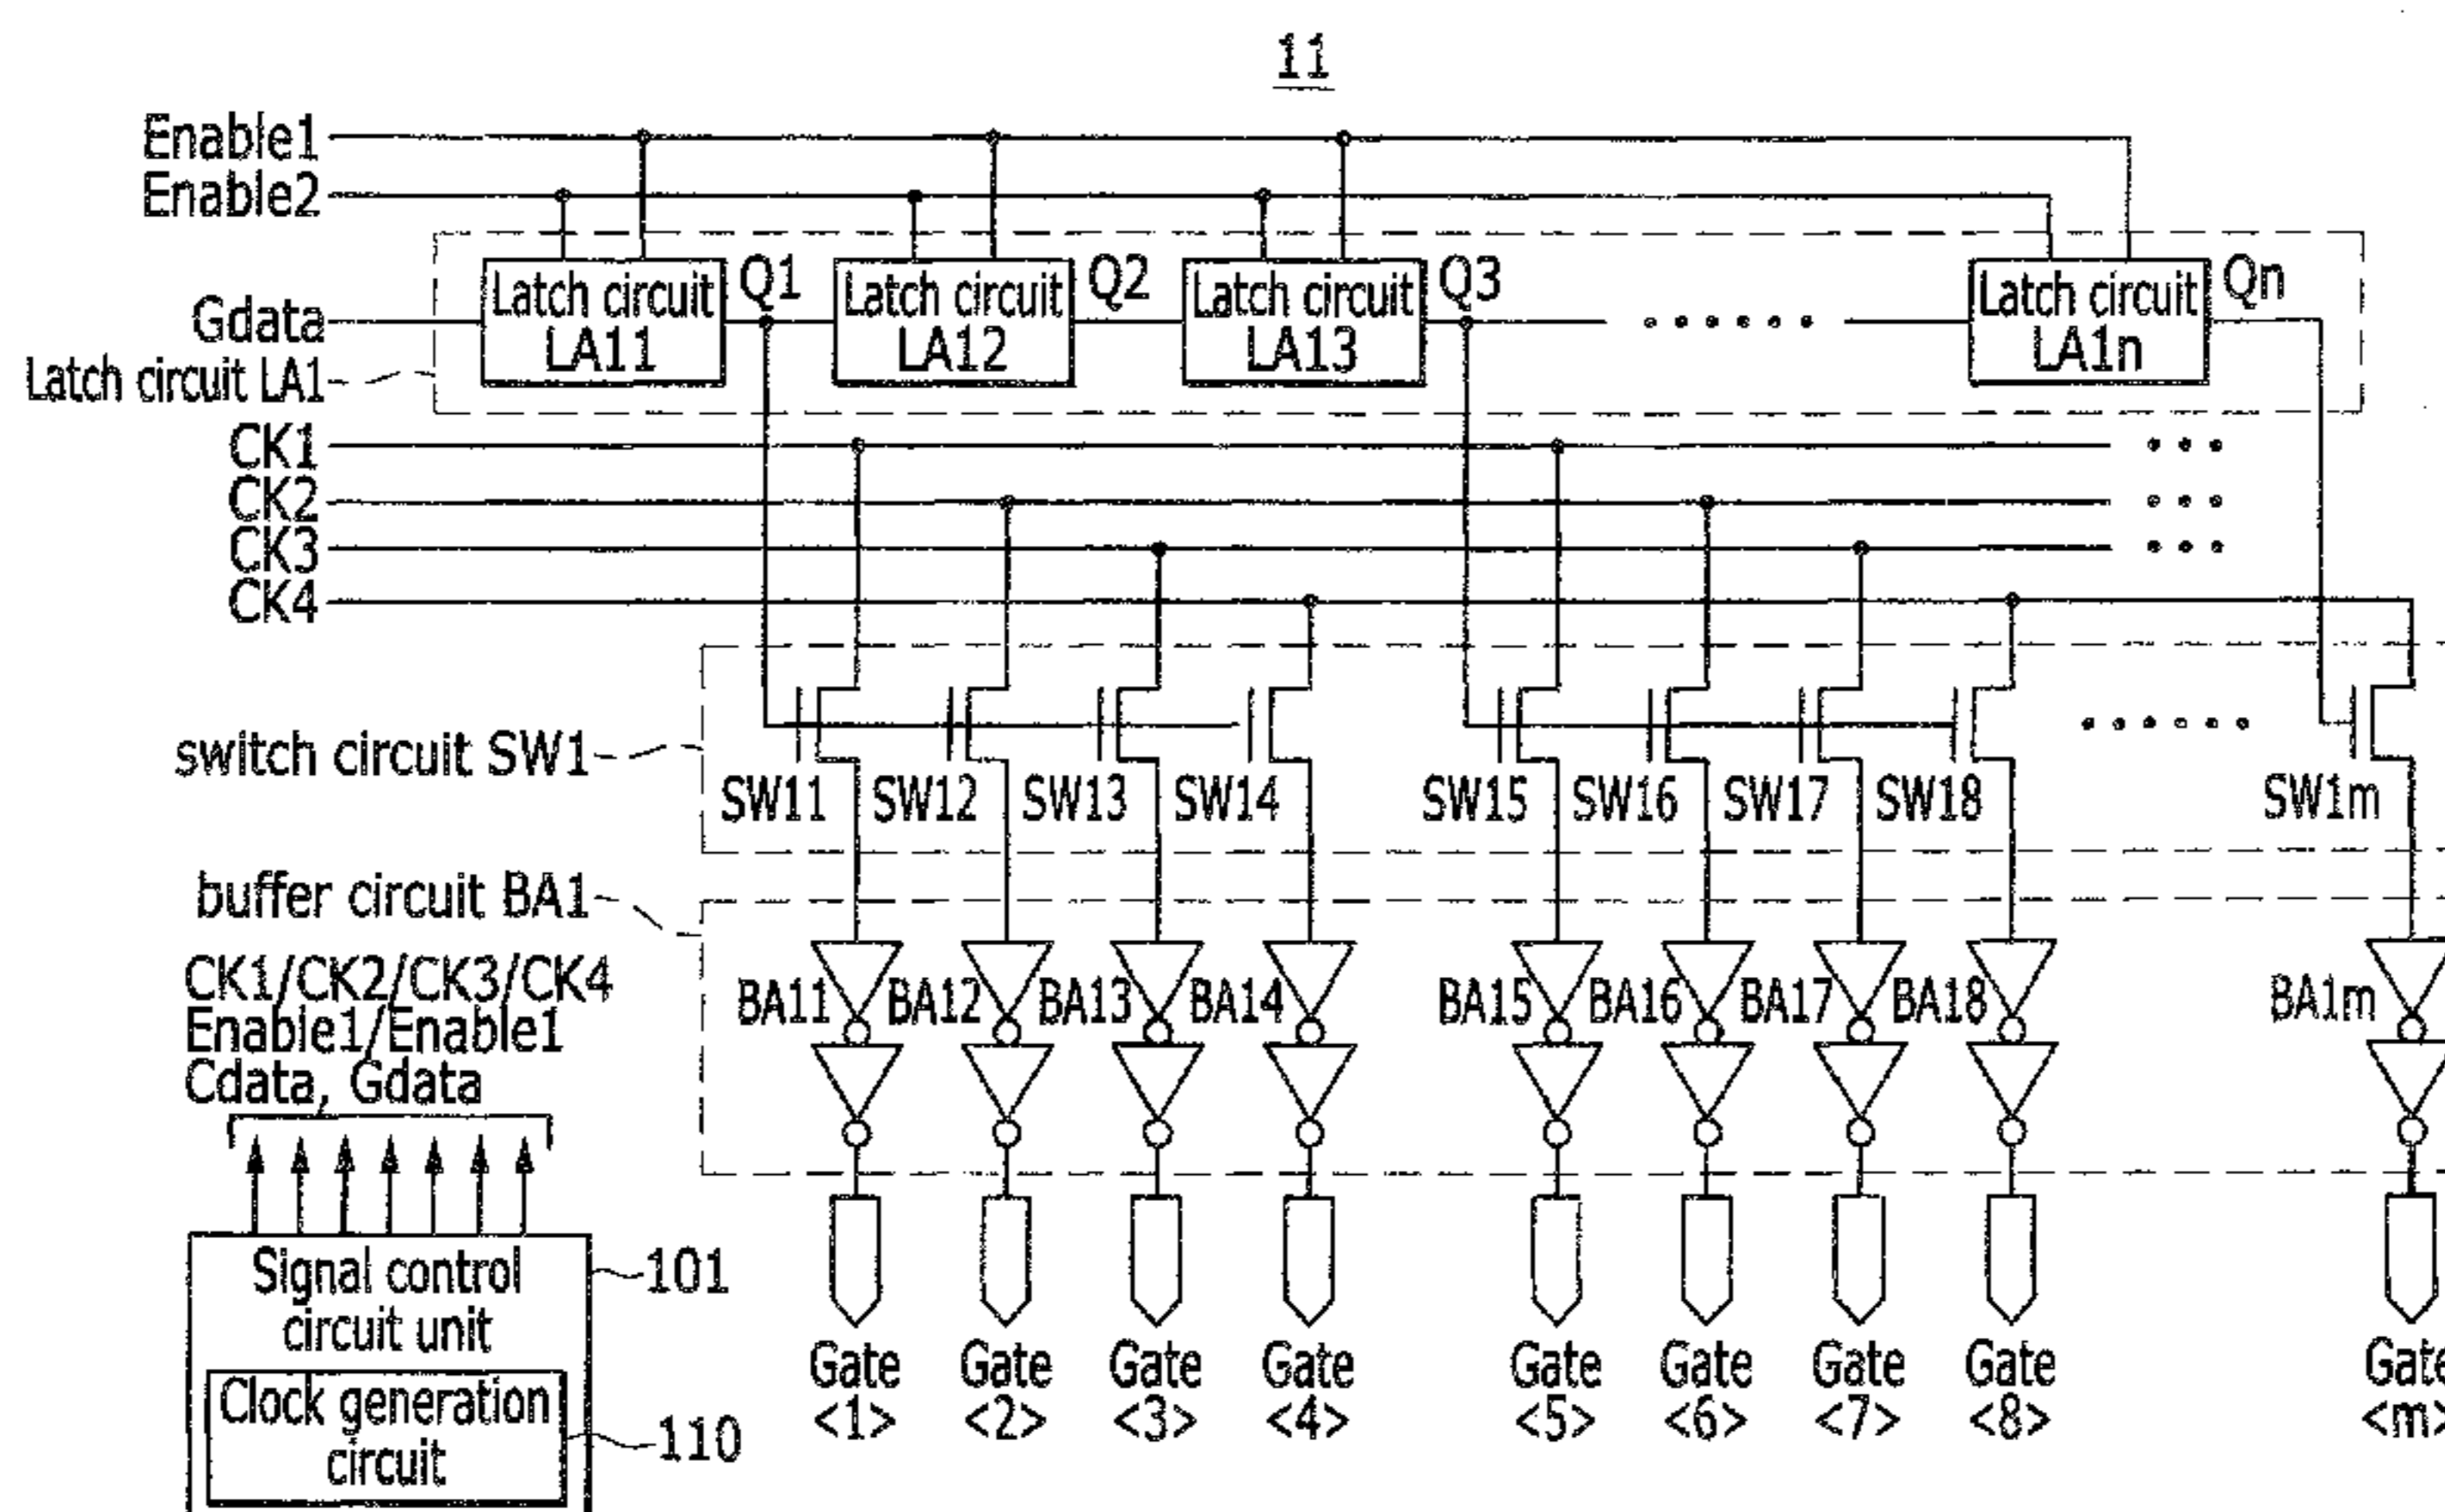 11
Enable1
Enable2
Gdata
Latch circuit LA1
Latch circuit
LA11
Q1
Latch circuit
LA12
Q2
Latch circuit
LA13
Q3
Latch circuit
LA1n
Qn
CK1
CK2
CK3
CK4
switch circuit SW1
SW11
SW12
SW13
SW14
SW15
SW16
SW17
SW18
SW1m
buffer circuit BA1
BA11
BA12
BA13
BA14
BA15
BA16
BA17
BA18
BA1m
CK1/CK2/CK3/CK4
Enable1/Enable1
Cdata, Gdata
Signal control
circuit unit
101
Clock generation
circuit
110
Gate
<1>
Gate
<2>
Gate
<3>
Gate
<4>
Gate
<5>
Gate
<6>
Gate
<7>
Gate
<8>
Gate
<m>